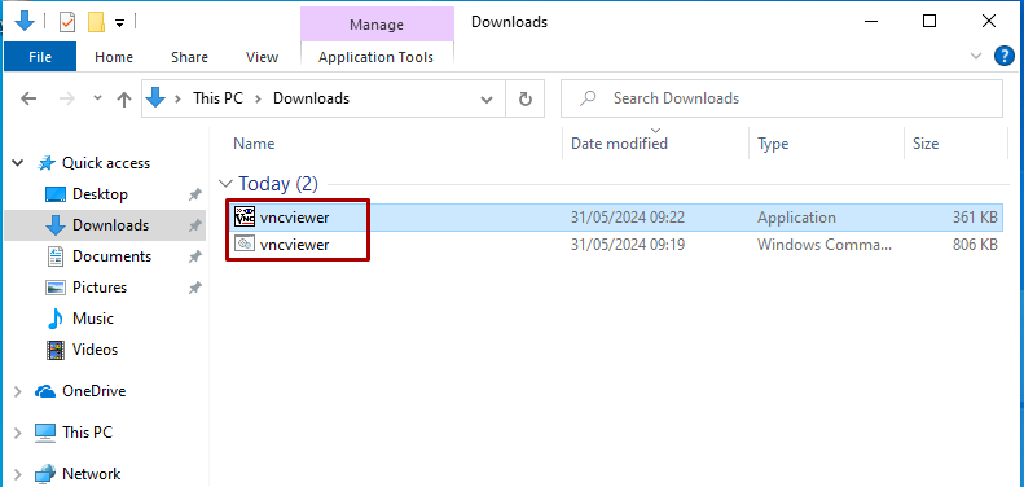 Manage Downloads
File Home Share View Application Tools
This PC Downloads Search Downloads
Name Date modified Type Size
Quick access
Desktop
Downloads
Documents
Pictures
Music
Videos
OneDrive
This PC
Network
Today (2)
vncviewer 31/05/2024 09:22 Application 361 KB
vncviewer 31/05/2024 09:19 Windows Comma... 806 KB